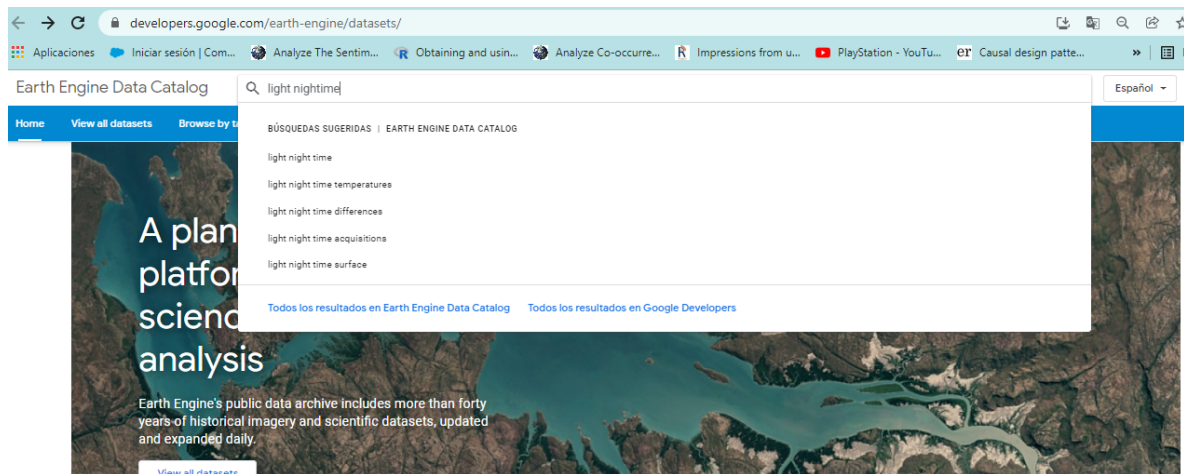 developers.google.com/earth-engine/datasets/
Aplicaciones Iniciar sesión | Com... Analyze The Sentim... Obtaining and usin... Analyze Co-occurre... Impressions from u... PlayStation - YouTu... er Causal design patte... »
Earth Engine Data Catalog light nightime Español
Home View all datasets Browse by
BÚSQUEDAS SUGERIDAS | EARTH ENGINE DATA CATALOG
light night time
light night time temperatures
light night time differences
light night time acquisitions
light night time surface
Todos los resultados en Earth Engine Data Catalog Todos los resultados en Google Developers
A plan
platfor
scienc
analysis
Earth Engine's public data archive includes more than forty
years of historical imagery and scientific datasets, updated
and expanded daily.
View all datasets